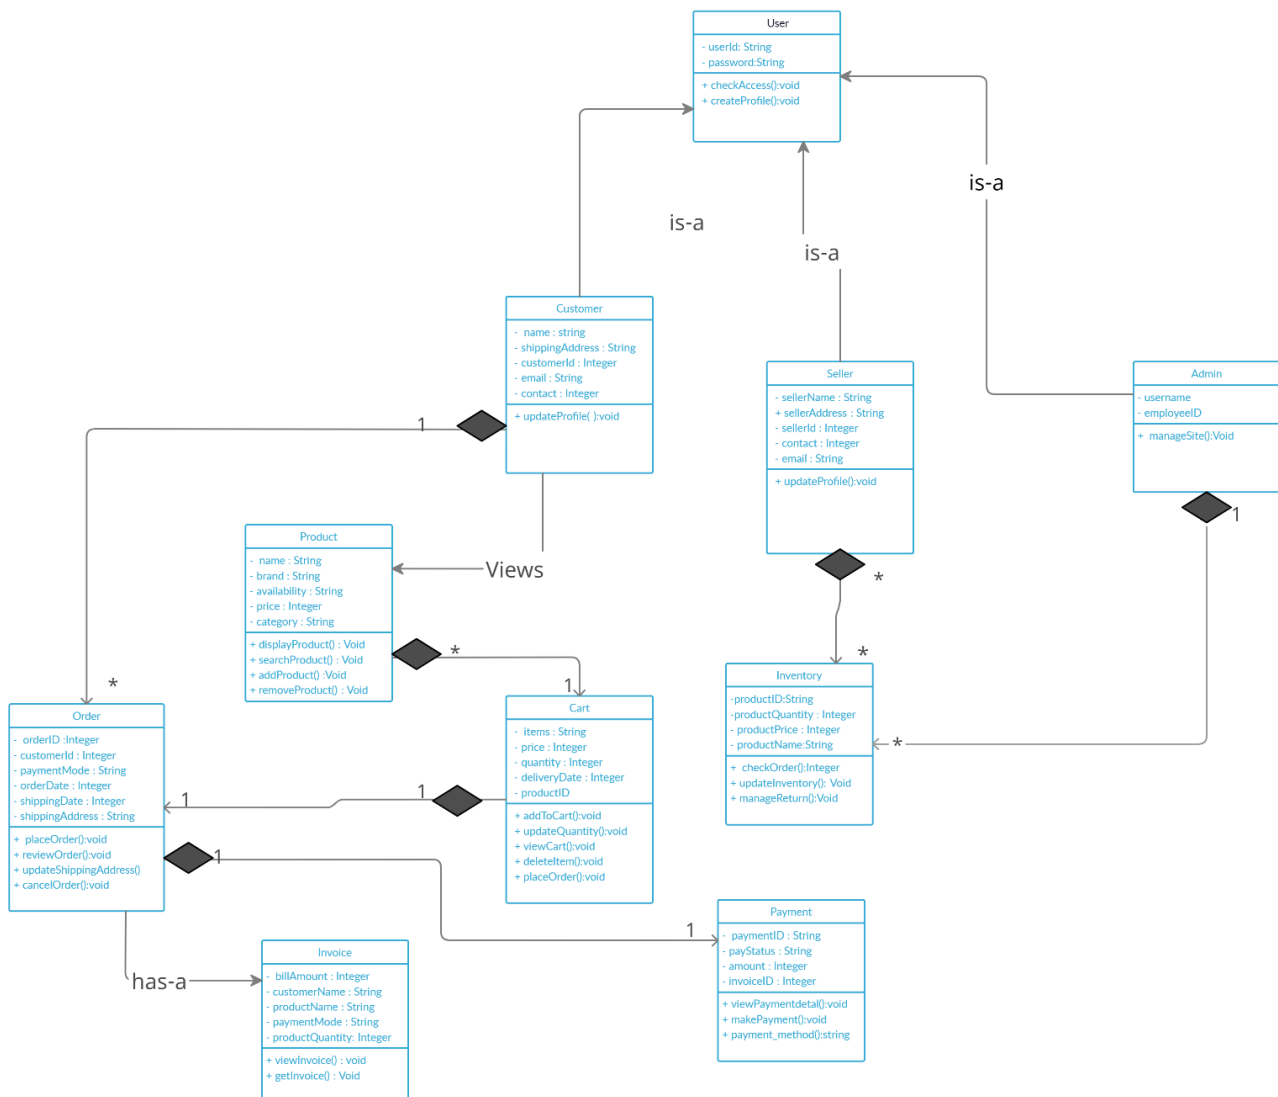 User
- userId: String
- password:String
+ checkAccess():void
+ createProfile():void
is-a
is-a
is-a
Customer
- name : string
- shippingAddress : String
- customerId : Integer
- email : String
- contact : Integer
+ updateProfile( ):void
1
*
Seller
- sellerName : String
+ sellerAddress : String
- sellerId : Integer
- contact : Integer
- email : String
+ updateProfile():void
*
*
Admin
- username
- employeeID
+ manageSite():Void
1
*
Views
Product
- name : String
- brand : String
- availability : String
- price : Integer
- category : String
+ displayProduct() : Void
+ searchProduct() : Void
+ addProduct() :Void
+ removeProduct() : Void
*
1
Inventory
-productID:String
-productQuantity : Integer
- productPrice : Integer
- productName:String
+ checkOrder():Integer
+ updateInventory(): Void
+ manageReturn():Void
Order
- orderID :Integer
- customerId : Integer
- paymentMode : String
- orderDate : Integer
- shippingDate : Integer
- shippingAddress : String
+ placeOrder():void
+ reviewOrder():void
+ updateShippingAddress()
+ cancelOrder():void
1
1
Cart
- items : String
- price : Integer
- quantity : Integer
- deliveryDate : Integer
- productID
+ addToCart():void
+ updateQuantity():void
+ viewCart():void
+ deleteItem():void
+ placeOrder():void
1
1
has-a
Invoice
- billAmount : Integer
- customerName : String
- productName : String
- paymentMode : String
- productQuantity: Integer
+ viewInvoice() : void
+ getInvoice() : Void
Payment
- paymentID : String
- payStatus : String
- amount : Integer
- invoiceID : Integer
+ viewPaymentdetal():void
+ makePayment():void
+ payment_method():string